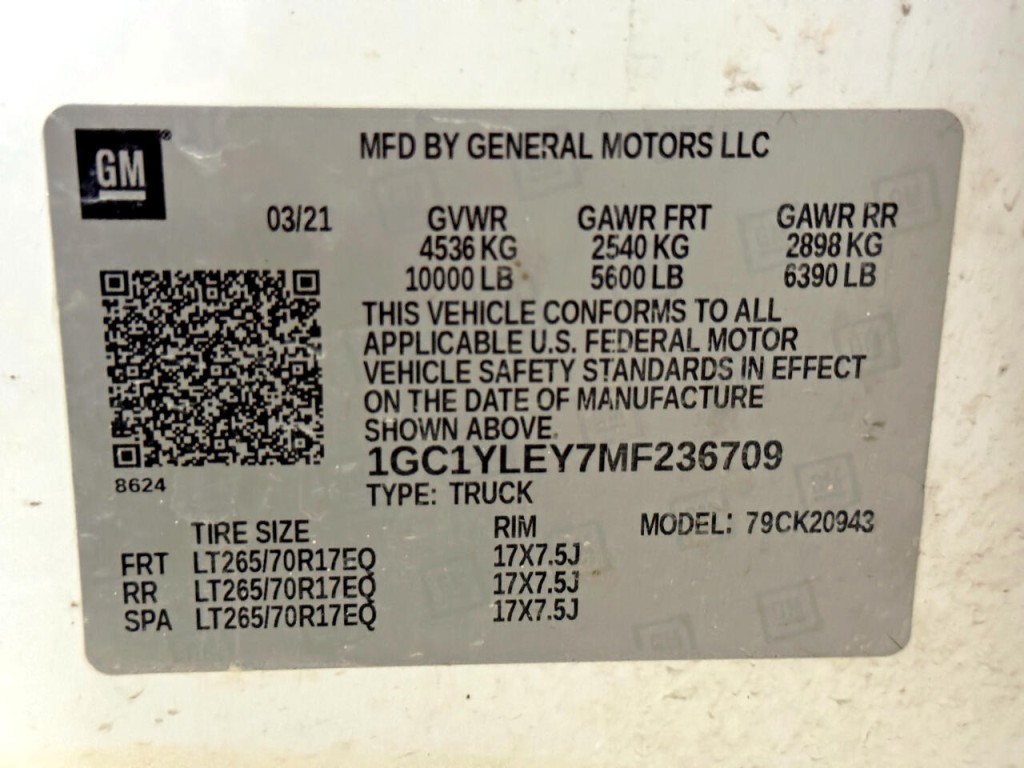 GM
MFD BY GENERAL MOTORS LLC
03/21 GVWR GAWR FRT GAWR RR
4536 KG 2540 KG 2898 KG
10000 LB 5600 LB 6390 LB
THIS VEHICLE CONFORMS TO ALL
APPLICABLE U.S. FEDERAL MOTOR
VEHICLE SAFETY STANDARDS IN EFFECT
ON THE DATE OF MANUFACTURE
SHOWN ABOVE.
1GC1YLEY7MF236709
8624
TYPE: TRUCK
TIRE SIZE RIM MODEL: 79CK20943
FRT LT265/70R17EQ 17X7.5J
RR LT265/70R17EQ 17X7.5J
SPA LT265/70R17EQ 17X7.5J